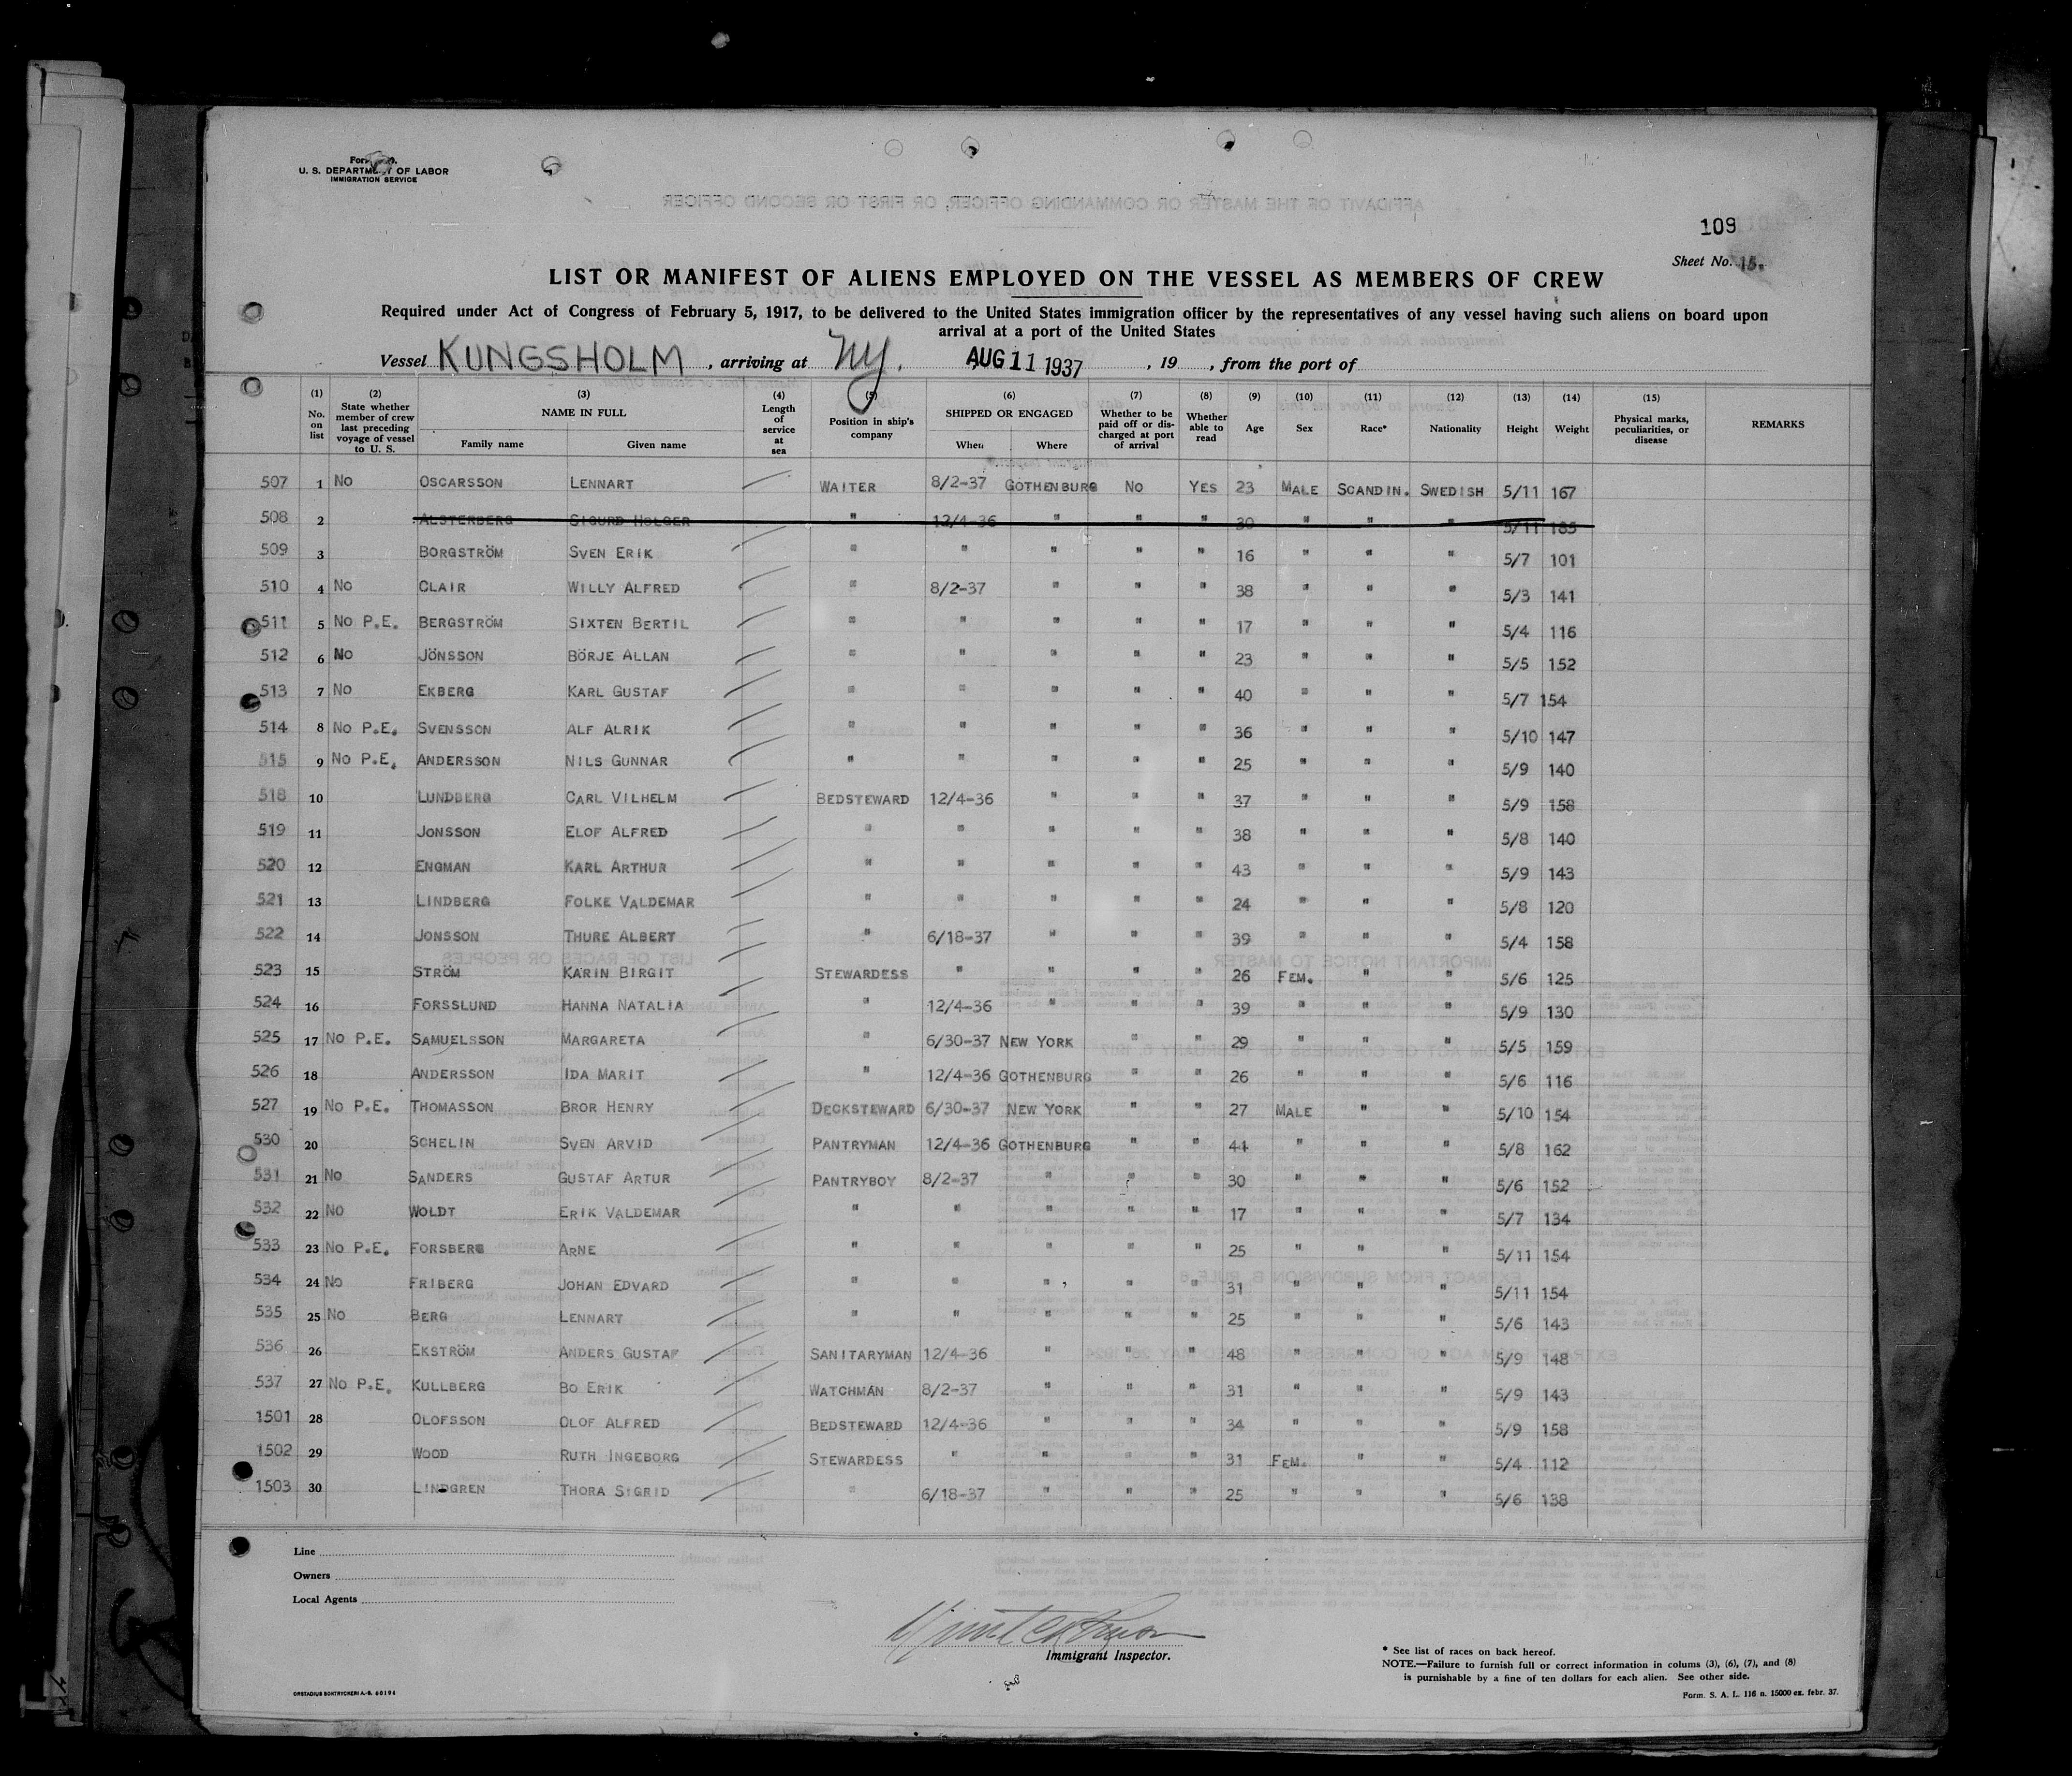 U. S. DEPARTMENT OF LABOR
IMMIGRATION SERVICE
109
Sheet No. 15.
LIST OR MANIFEST OF ALIENS EMPLOYED ON THE VESSEL AS MEMBERS OF CREW
Required under Act of Congress of February 5, 1917, to be delivered to the United States immigration officer by the representatives of any vessel having such aliens on board upon
arrival at a port of the United States
Vessel KUNGSHOLM , arriving at NY. AUG 11 1937 , 19 , from the port of
(1) No. on list (2) State whether member of crew last preceding voyage of vessel to U. S. (3) NAME IN FULL Family name Given name (4) Length of service at sea (5) Position in ship's company (6) SHIPPED OR ENGAGED When Where (7) Whether to be paid off or discharged at port of arrival (8) Whether able to read (9) Age (10) Sex (11) Race* (12) Nationality (13) Height (14) Weight (15) Physical marks, peculiarities, or disease REMARKS
507 1 No OSCARSSON LENNART WAITER 8/2-37 GOTHENBURG No YES 23 MALE SCANDIN. SWEDISH 5/11 167
508 2 ALSTERBERG SIGURD HOLGER " 12/4-36 " " " 30 " " " 5/11 185
509 3 BORGSTRÖM SVEN ERIK " " " " " 16 " " " 5/7 101
510 4 No CLAIR WILLY ALFRED " 8/2-37 " " " 38 " " " 5/3 141
511 5 No P.E. BERGSTRÖM SIXTEN BERTIL " " " " " 17 " " " 5/4 116
512 6 No JÖNSSON BÖRJE ALLAN " " " " " 23 " " " 5/5 152
513 7 No EKBERG KARL GUSTAF " " " " " 40 " " " 5/7 154
514 8 No P.E. SVENSSON ALF ALRIK " " " " " 36 " " " 5/10 147
515 9 No P.E. ANDERSSON NILS GUNNAR " " " " " 25 " " " 5/9 140
518 10 LUNDBERG CARL VILHELM BEDSTEWARD 12/4-36 " " " 37 " " " 5/9 158
519 11 JONSSON ELOF ALFRED " " " " " 38 " " " 5/8 140
520 12 ENGMAN KARL ARTHUR " " " " " 43 " " " 5/9 143
521 13 LINDBERG FOLKE VALDEMAR " " " " " 24 " " " 5/8 120
522 14 JONSSON THURE ALBERT " 6/18-37 " " " 39 " " " 5/4 158
523 15 STRÖM KARIN BIRGIT STEWARDESS " " " " 26 FEM. " " 5/6 125
524 16 FORSSLUND HANNA NATALIA " 12/4-36 " " " 39 " " " 5/9 130
525 17 No P.E. SAMUELSSON MARGARETA " 6/30-37 NEW YORK " " 29 " " " 5/5 159
526 18 ANDERSSON IDA MARIT " 12/4-36 GOTHENBURG " " 26 " " " 5/6 116
527 19 No P.E. THOMASSON BROR HENRY DECKSTEWARD 6/30-37 NEW YORK " " 27 MALE " " 5/10 154
530 20 SCHELIN SVEN ARVID PANTRYMAN 12/4-36 GOTHENBURG " " 44 " " " 5/8 162
531 21 No SANDERS GUSTAF ARTUR PANTRYBOY 8/2-37 " " " 30 " " " 5/6 152
532 22 No WOLDT ERIK VALDEMAR " " " " " 17 " " " 5/7 134
533 23 No P.E. FORSBERG ARNE " " " " " 25 " " " 5/11 154
534 24 No FRIBERG JOHAN EDVARD " " " " " 31 " " " 5/11 154
535 25 No BERG LENNART " " " " " 25 " " " 5/6 143
536 26 EKSTRÖM ANDERS GUSTAF SANITARYMAN 12/4-36 " " " 48 " " " 5/9 148
537 27 No P.E. KULLBERG BO ERIK WATCHMAN 8/2-37 " " " 31 " " " 5/9 143
1501 28 OLOFSSON OLOF ALFRED BEDSTEWARD 12/4-36 " " " 34 " " " 5/9 158
1502 29 WOOD RUTH INGEBORG STEWARDESS " " " " 31 FEM. " " 5/4 112
1503 30 LINDGREN THORA SIGRID " 6/18-37 " " " 25 " " " 5/6 138
Line
Owners
Local Agents
Immigrant Inspector.
* See list of races on back hereof.
NOTE.—Failure to furnish full or correct information in colums (3), (6), (7), and (8)
is purnishable by a fine of ten dollars for each alien. See other side.
ORSTADIUS BOKTRYCKERI A.-B. 60194
Form. S. A. L. 116 n. 15000 ex. febr. 37.